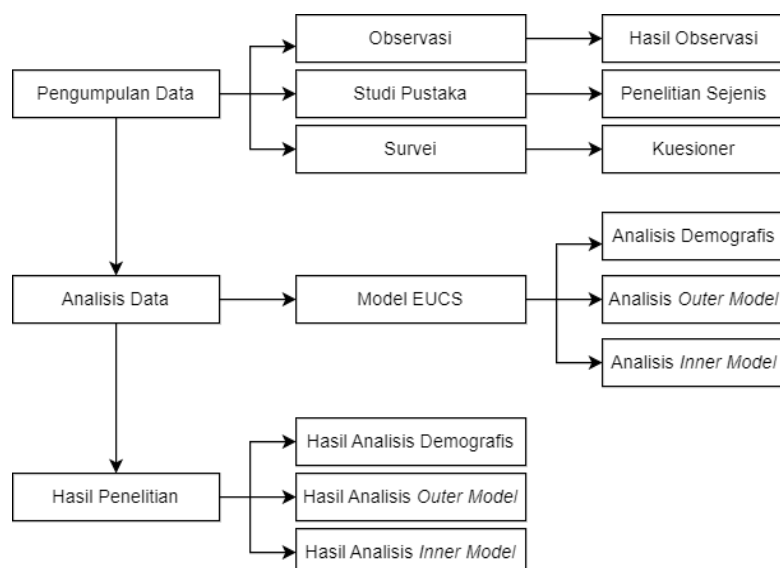 Observasi
Hasil Observasi
Pengumpulan Data
Studi Pustaka
Penelitian Sejenis
Survei
Kuesioner
Analisis Demografis
Analisis Data
Model EUCS
Analisis Outer Model
Analisis Inner Model
Hasil Analisis Demografis
Hasil Penelitian
Hasil Analisis Outer Model
Hasil Analisis Inner Model